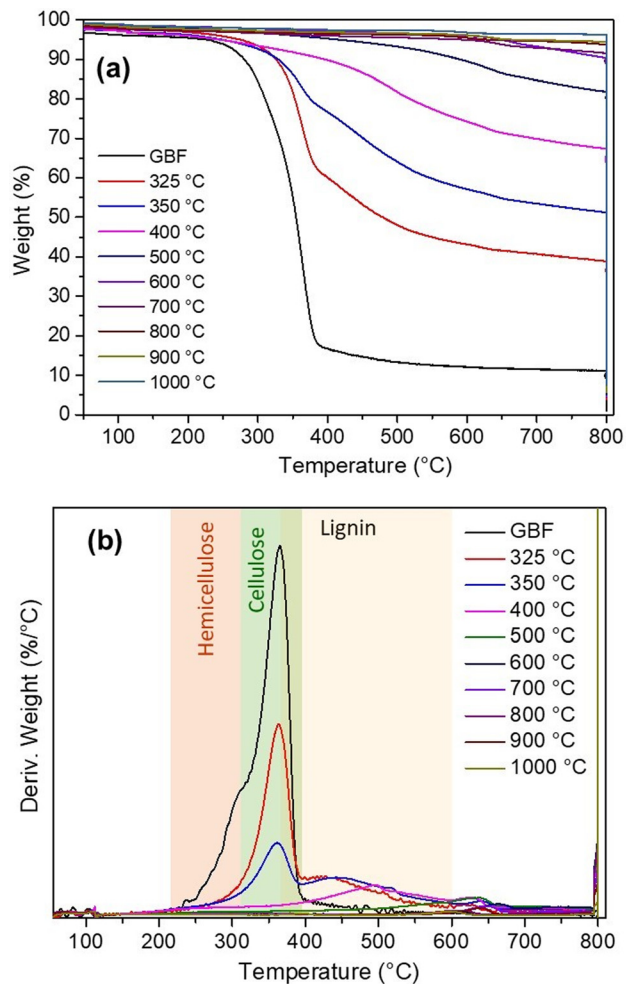 (a)
100
90
80
70
60
50
40
30
20
10
0
Weight (%)
GBF
325 °C
350 °C
400 °C
500 °C
600 °C
700 °C
800 °C
900 °C
1000 °C
100 200 300 400 500 600 700 800
Temperature (°C)
(b)
Hemicellulose
Cellulose
Lignin
GBF
325 °C
350 °C
400 °C
500 °C
600 °C
700 °C
800 °C
900 °C
1000 °C
Deriv. Weight (%/°C)
100 200 300 400 500 600 700 800
Temperature (°C)